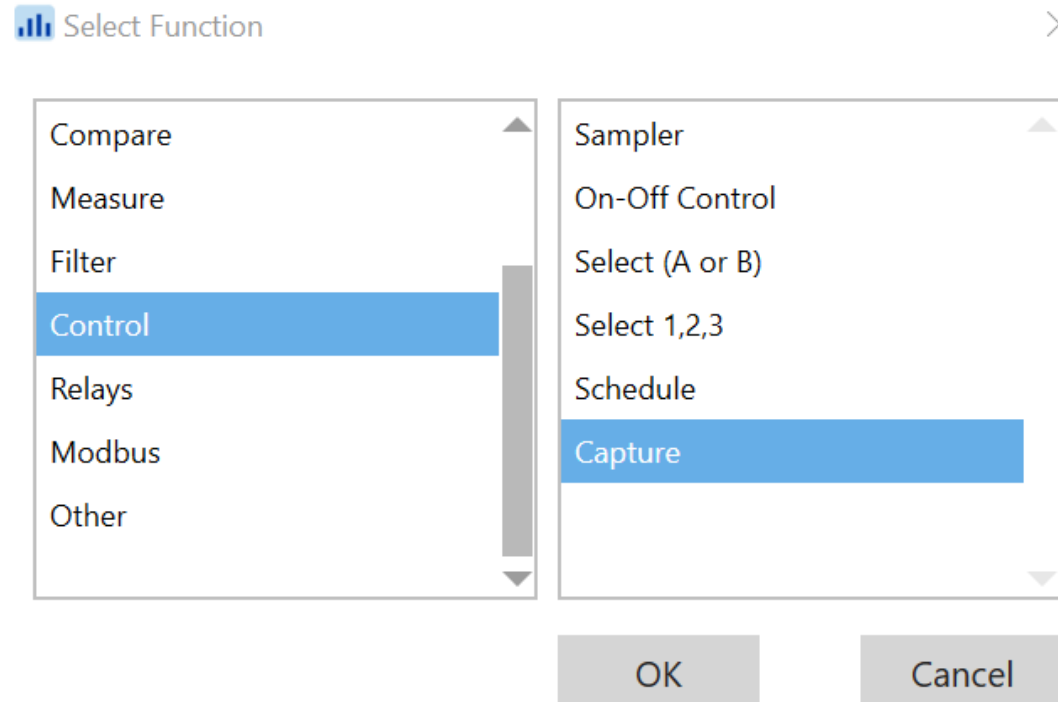 Select Function
Compare
Measure
Filter
Control
Relays
Modbus
Other
Sampler
On-Off Control
Select (A or B)
Select 1,2,3
Schedule
Capture
OK
Cancel